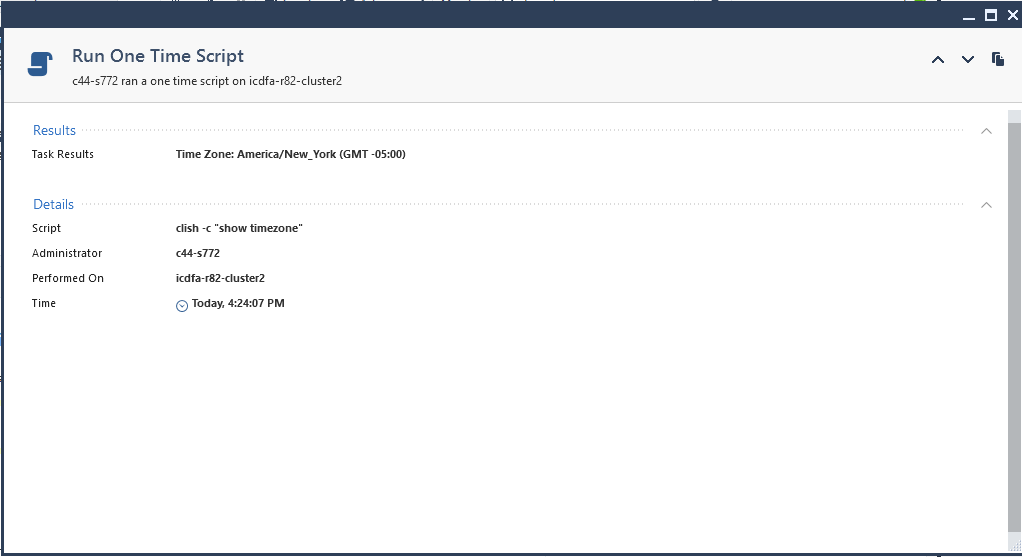 Run One Time Script
c44-s772 ran a one time script on icdfa-r82-cluster2
Results
Task Results Time Zone: America/New_York (GMT -05:00)
Details
Script clish -c "show timezone"
Administrator c44-s772
Performed On icdfa-r82-cluster2
Time Today, 4:24:07 PM